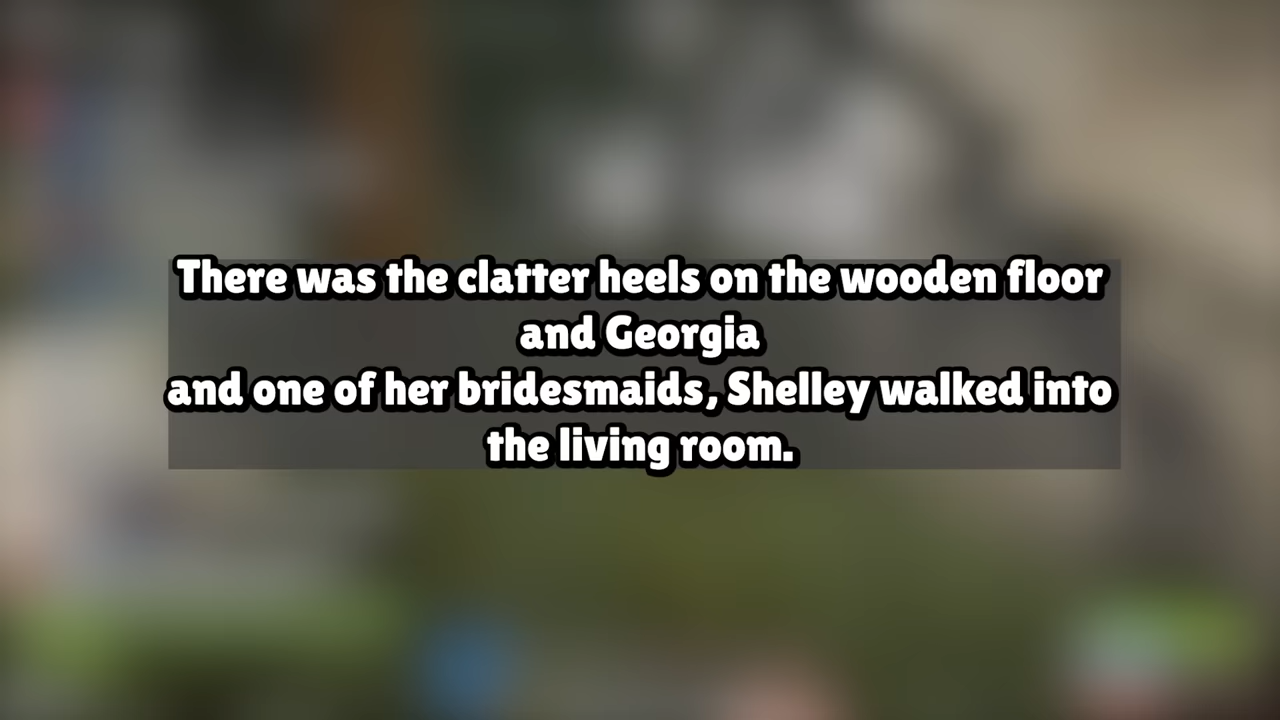 There was the clatter heels on the wooden floor
and Georgia
and one of her bridesmaids, Shelley walked into
the living room.